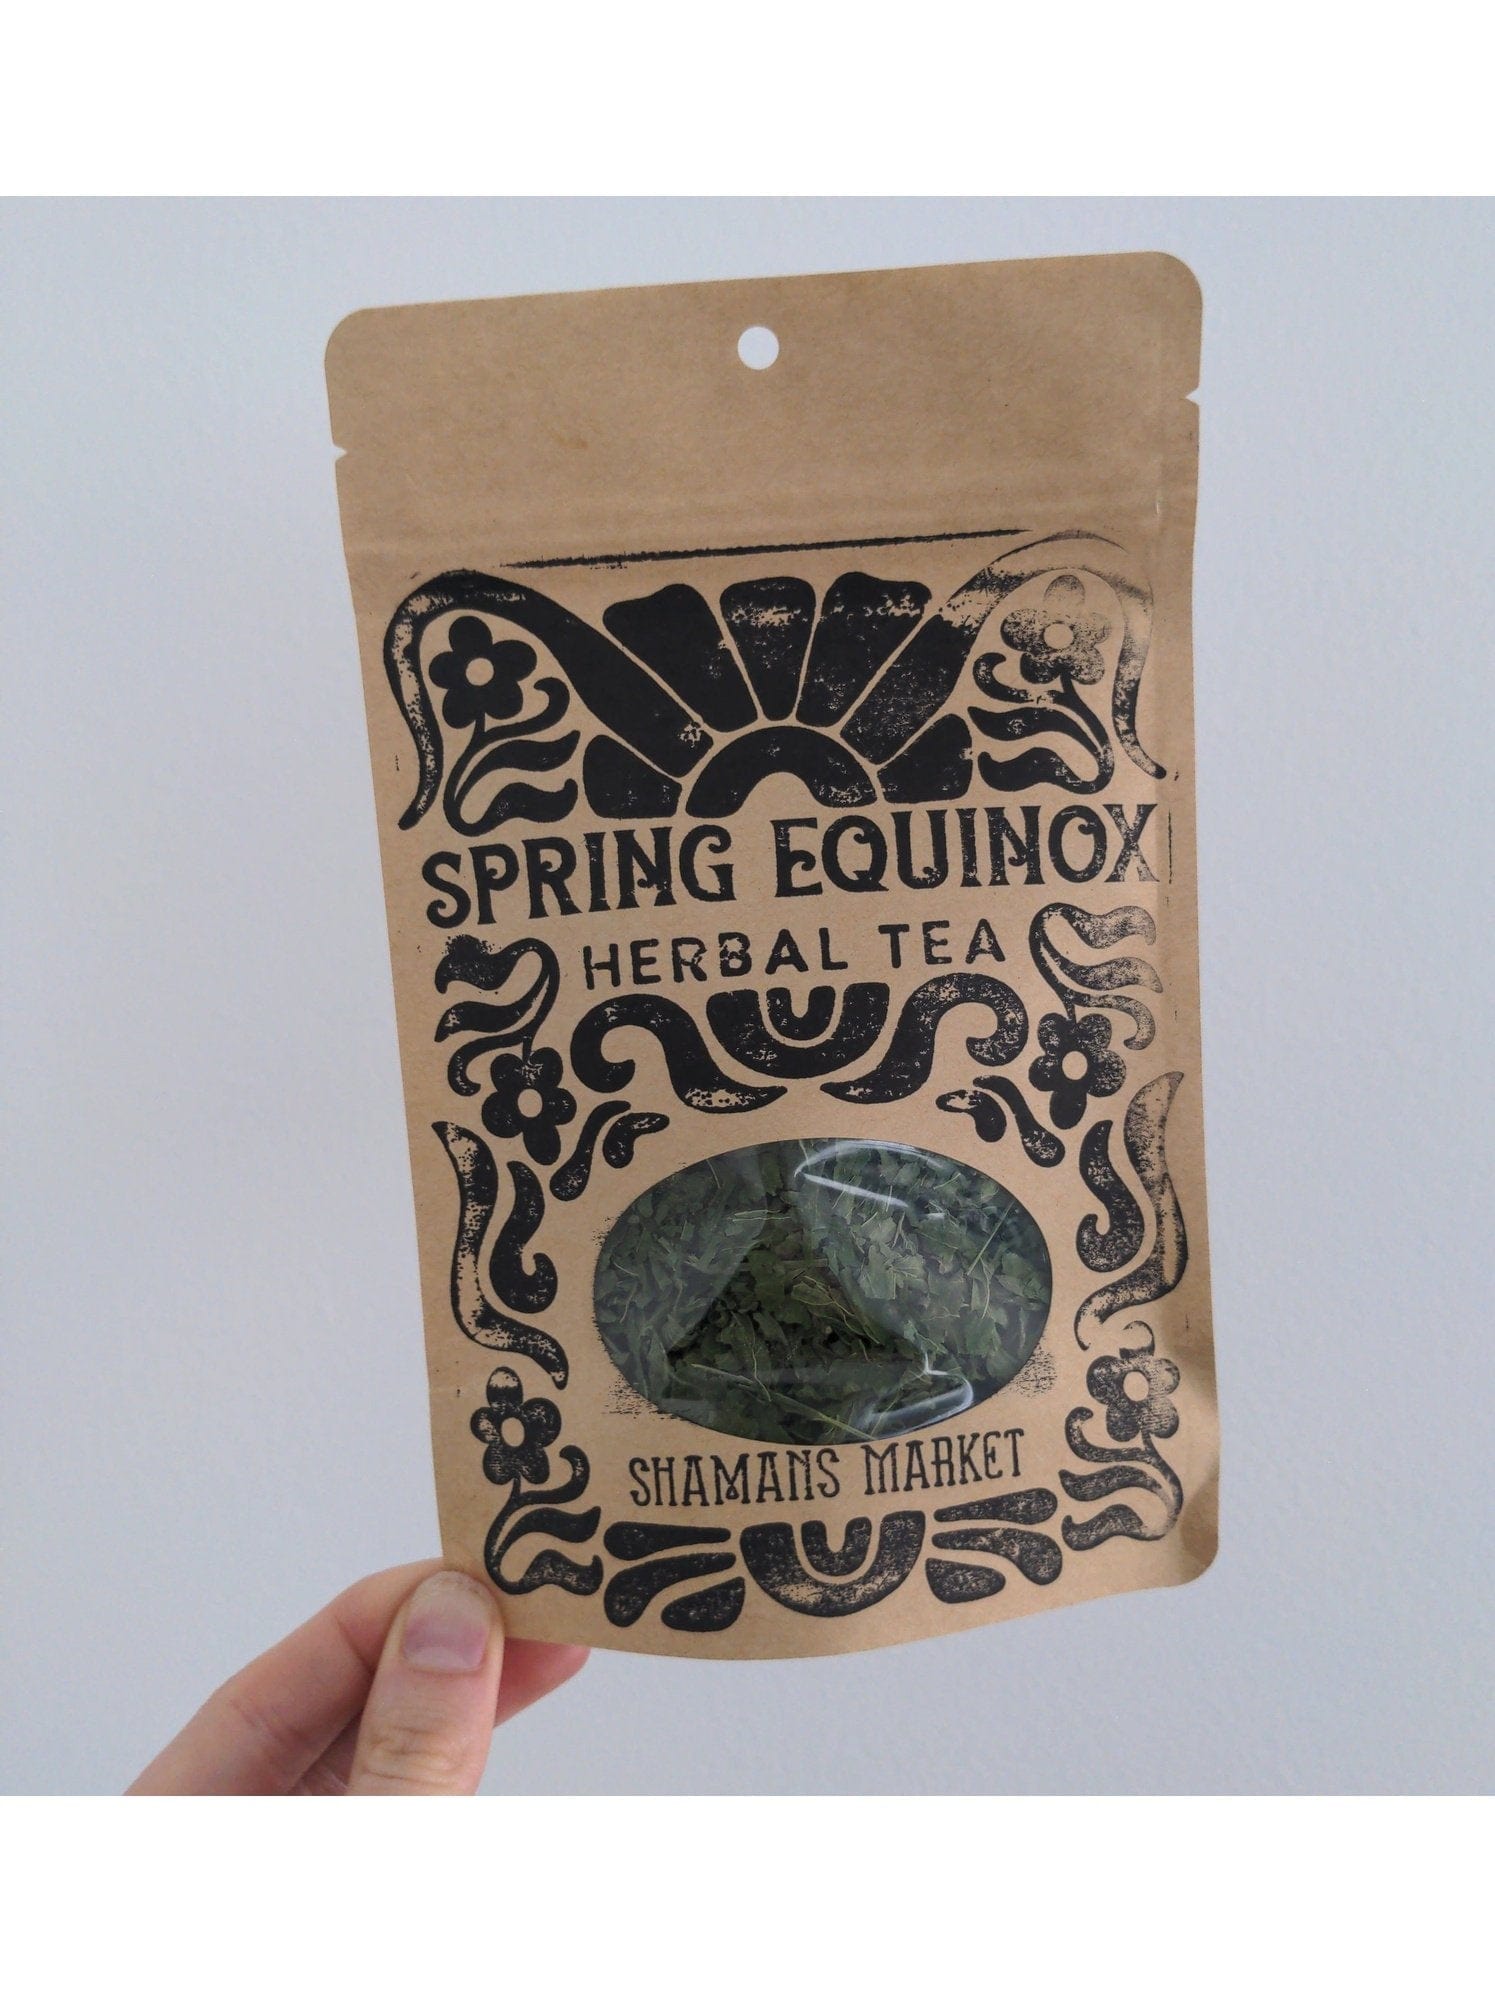 SPRING EQUINOX
HERBAL TEA
SHAMANS MARKET